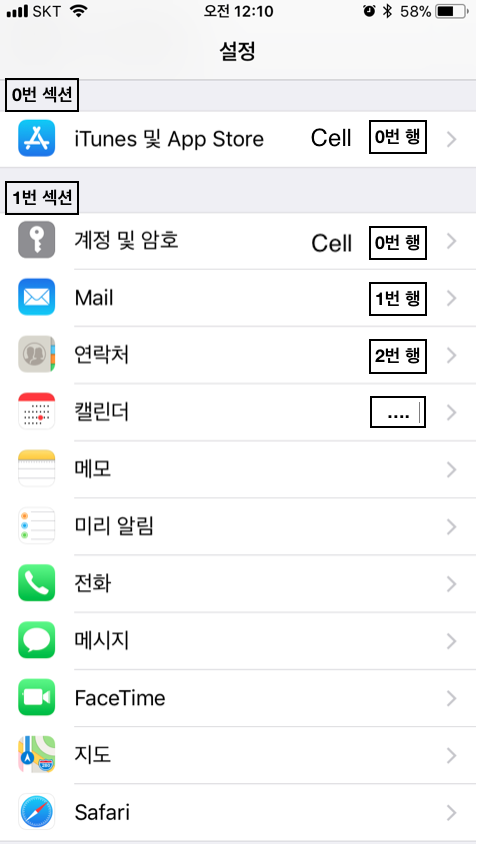 SKT 오전 12:10 58%
설정
0번 섹션
iTunes 및 App Store Cell 0번 행
1번 섹션
계정 및 암호 Cell 0번 행
Mail 1번 행
연락처 2번 행
캘린더 ....
메모
미리 알림
전화
메시지
FaceTime
지도
Safari